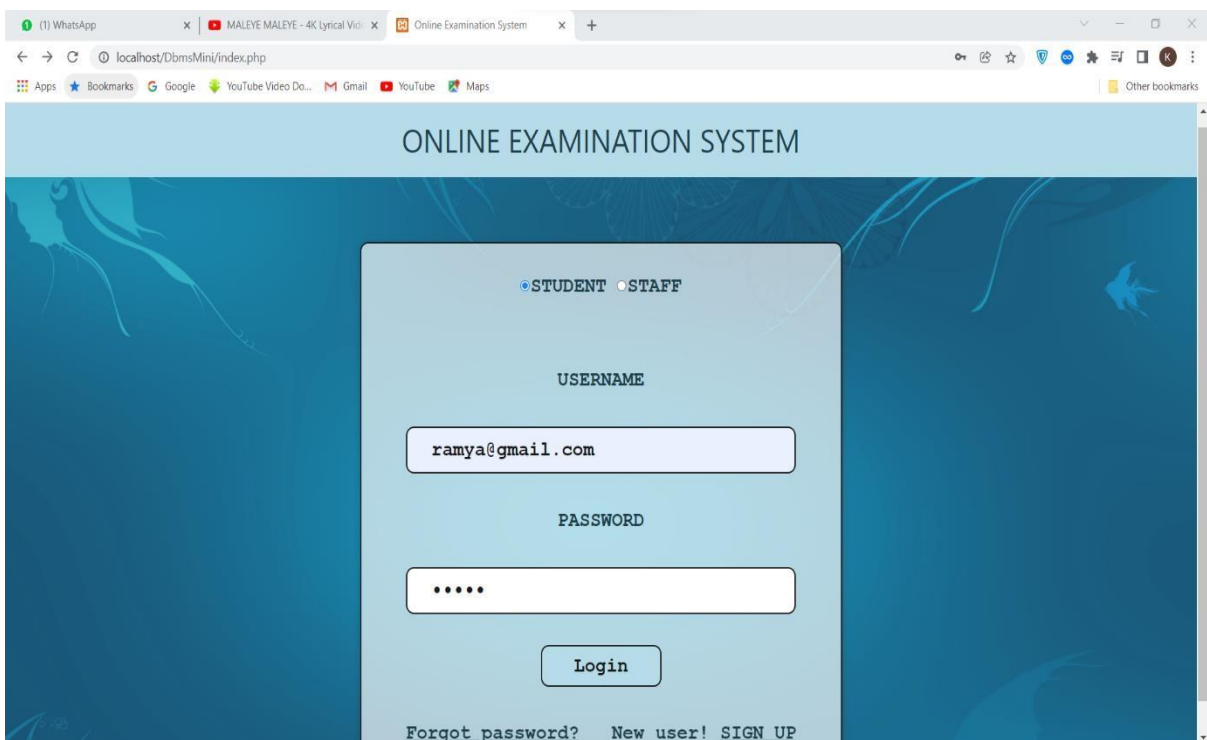 (1) WhatsApp
MALEYE MALEYE - 4K Lyrical Vid
Online Examination System
localhost/DbmsMini/index.php
K
Apps Bookmarks Google YouTube Video Do... Gmail YouTube Maps Other bookmarks
ONLINE EXAMINATION SYSTEM
STUDENT STAFF
USERNAME
ramya@gmail.com
PASSWORD
•••••
Login
Forgot password? New user! SIGN UP